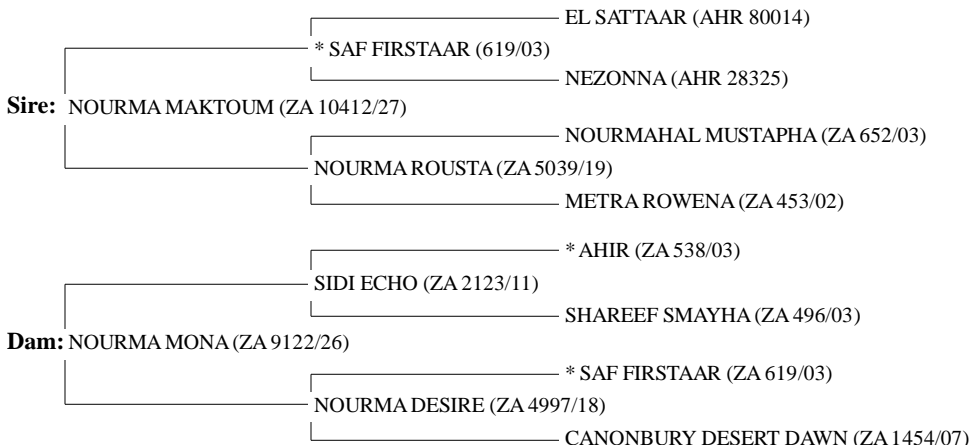 EL SATTAAR (AHR 80014)
* SAF FIRSTAAR (619/03)
NEZONNA (AHR 28325)
Sire: NOURMA MAKTOUM (ZA 10412/27)
NOURMAHAL MUSTAPHA (ZA 652/03)
NOURMA ROUSTA (ZA 5039/19)
METRA ROWENA (ZA 453/02)
* AHIR (ZA 538/03)
SIDI ECHO (ZA 2123/11)
SHAREEF SMAYHA (ZA 496/03)
Dam: NOURMA MONA (ZA 9122/26)
* SAF FIRSTAAR (ZA 619/03)
NOURMA DESIRE (ZA 4997/18)
CANONBURY DESERT DAWN (ZA 1454/07)